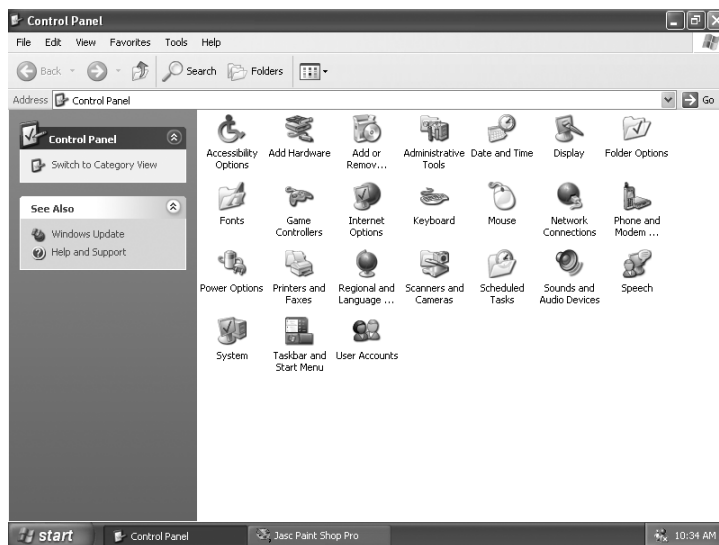 Control Panel
File Edit View Favorites Tools Help
Back Search Folders
Address Control Panel Go
Control Panel
Switch to Category View
See Also
Windows Update
Help and Support
Accessibility Options
Add Hardware
Add or Remov...
Administrative Tools
Date and Time
Display
Folder Options
Fonts
Game Controllers
Internet Options
Keyboard
Mouse
Network Connections
Phone and Modem ...
Power Options
Printers and Faxes
Regional and Language ...
Scanners and Cameras
Scheduled Tasks
Sounds and Audio Devices
Speech
System
Taskbar and Start Menu
User Accounts
start Control Panel Jasc Paint Shop Pro 10:34 AM